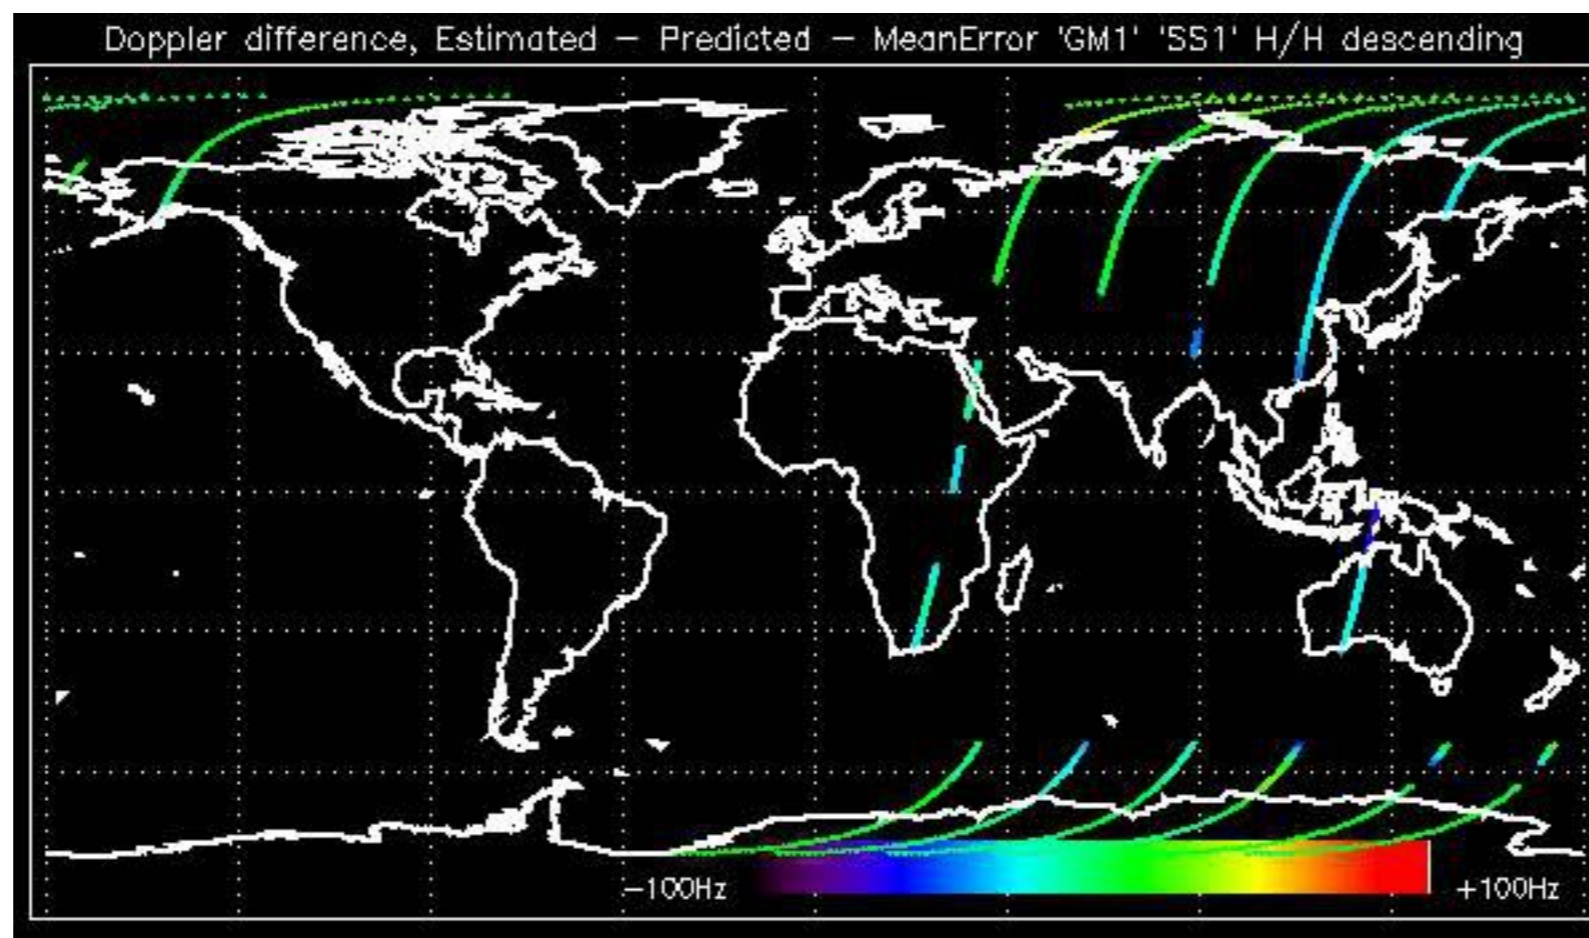 Doppler difference, Estimated − Predicted − MeanError 'GM1' 'SS1' H/H descending
−100Hz
+100Hz